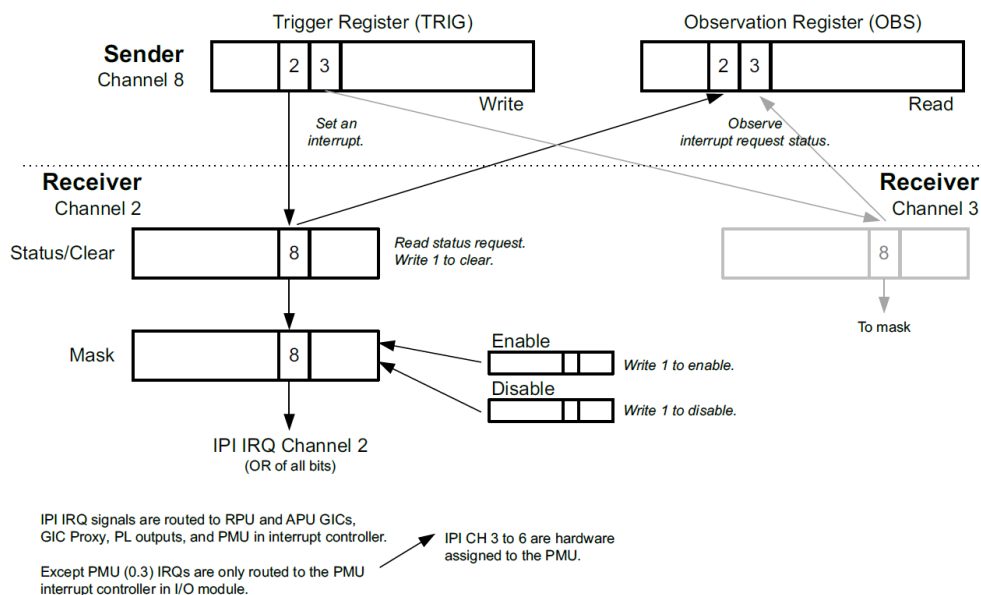 Trigger Register (TRIG)
Observation Register (OBS)
Sender
Channel 8
2 3
2 3
Write
Read
Set an
interrupt.
Observe
interrupt request status.
Receiver
Channel 2
Receiver
Channel 3
Status/Clear
8
Read status request.
Write 1 to clear.
8
To mask
Mask
8
Enable
Write 1 to enable.
Disable
Write 1 to disable.
IPI IRQ Channel 2
(OR of all bits)
IPI IRQ signals are routed to RPU and APU GICs,
GIC Proxy, PL outputs, and PMU in interrupt controller.
Except PMU (0.3) IRQs are only routed to the PMU
interrupt controller in I/O module.
IPI CH 3 to 6 are hardware
assigned to the PMU.